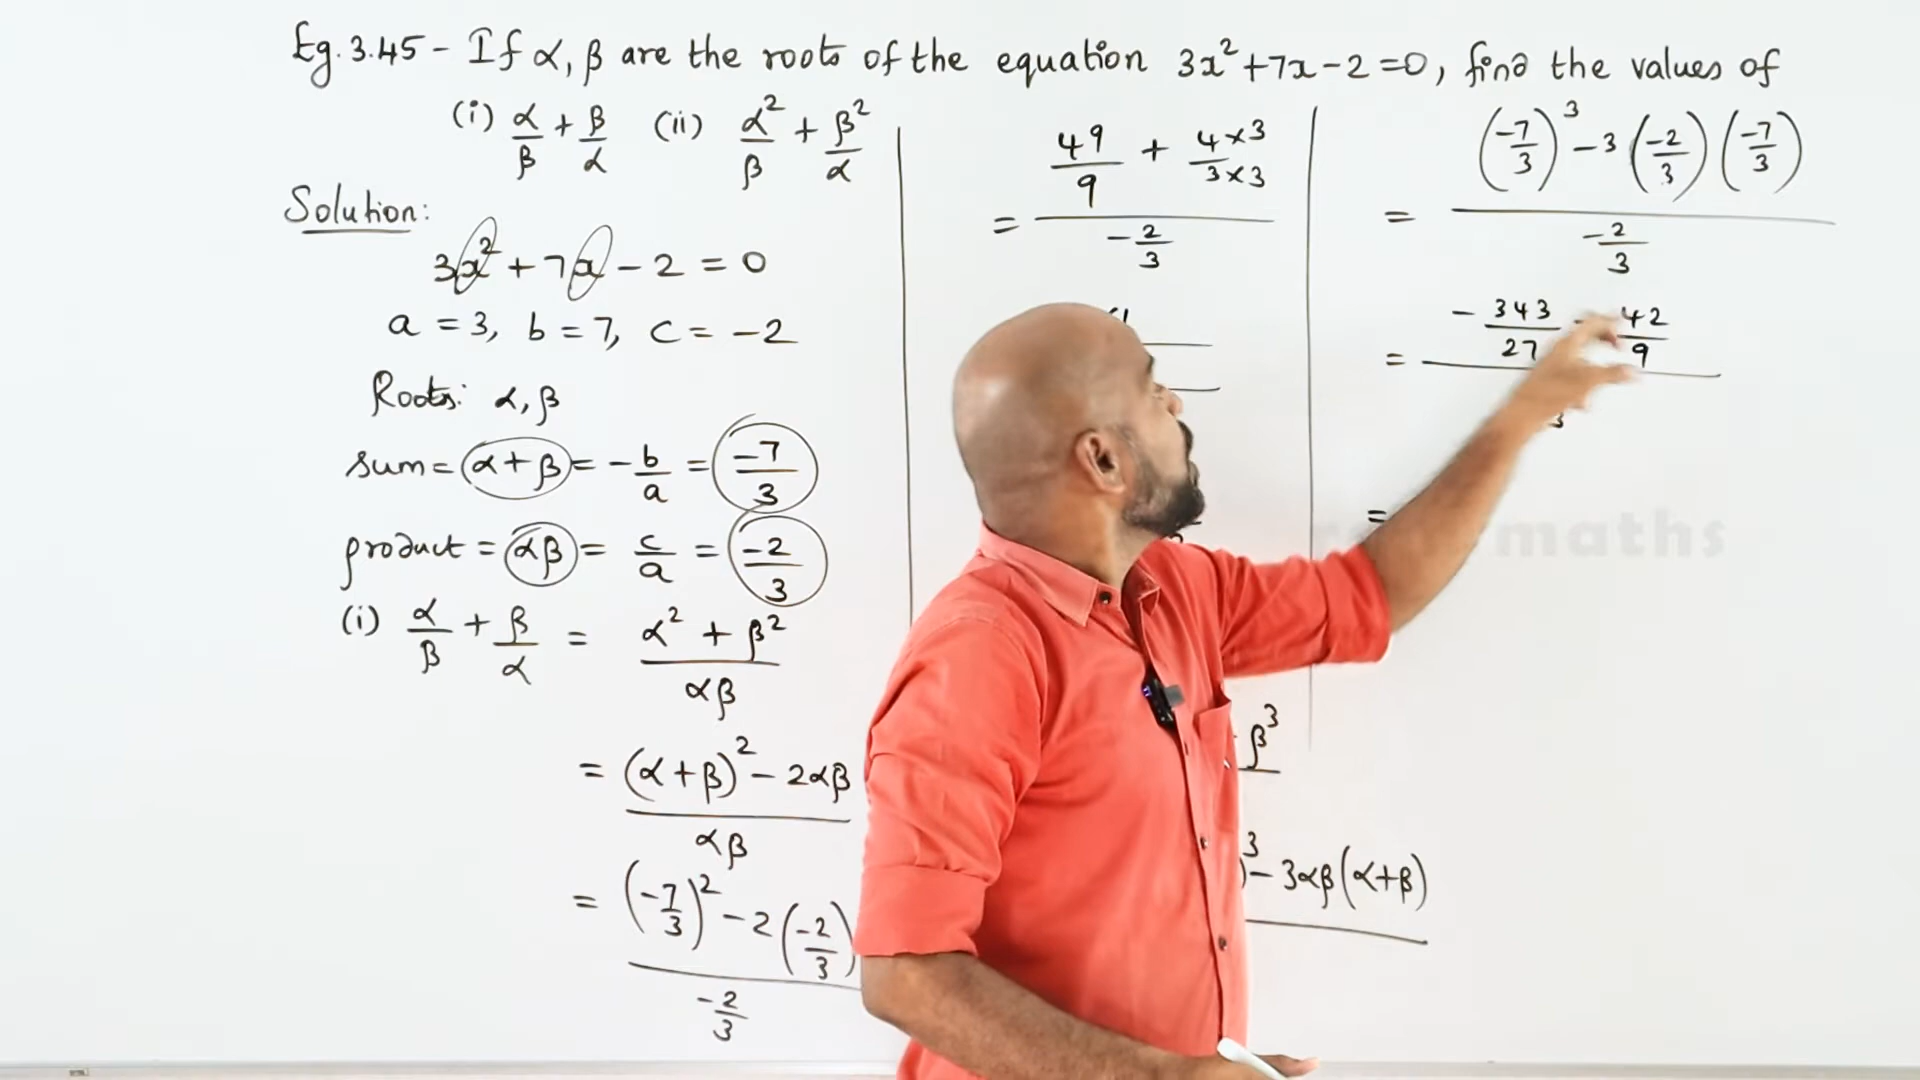 Eg. 3.45 - If α, β are the roots of the equation 3x² + 7x - 2 = 0, find the values of
(i) α/β + β/α (ii) α²/β + β²/α
Solution:
3x² + 7x - 2 = 0
a = 3, b = 7, c = -2
Roots: α, β
sum = α + β = -b/a = -7/3
product = αβ = c/a = -2/3
(i) α/β + β/α = α² + β² / αβ
= (α + β)² - 2αβ / αβ
= (-7/3)² - 2(-2/3) / -2/3
= 49/9 + 4×3/3×3 / -2/3
β³
³ - 3αβ(α+β)
= (-7/3)³ - 3(-2/3)(-7/3) / -2/3
= -343/27 - 42/9
3
=
maths